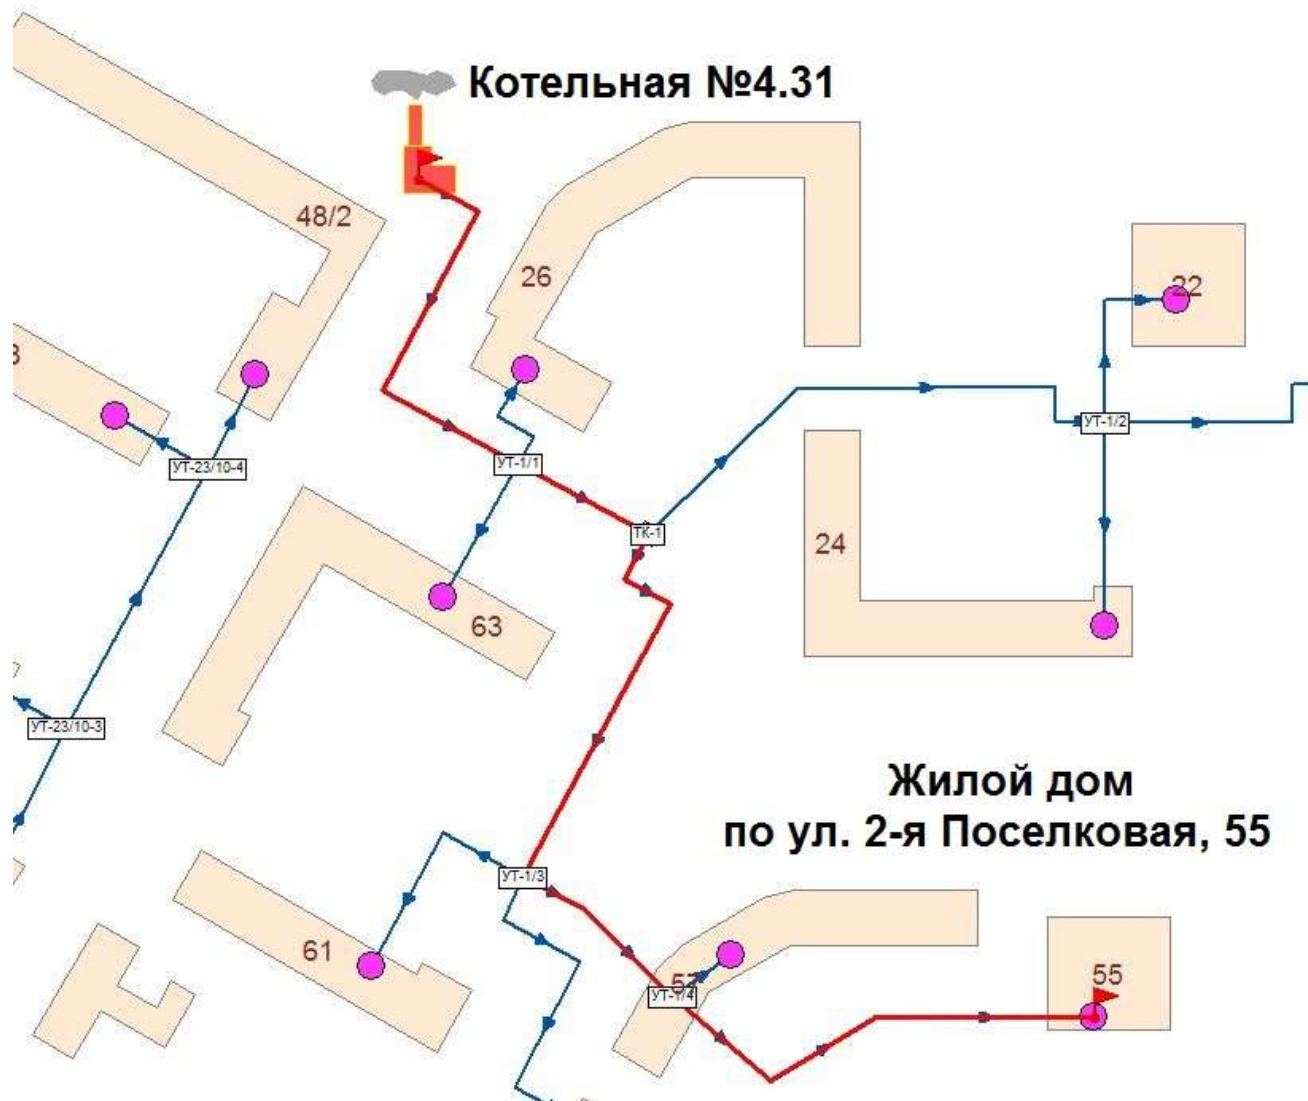 Котельная №4.31
48/2
26
22
3
УТ-23/10-4
УТ-1/1
УТ-1/2
ТК-1
24
63
УТ-23/10-3
Жилой дом
по ул. 2-я Поселковая, 55
УТ-1/3
61
57
УТ-1/4
55